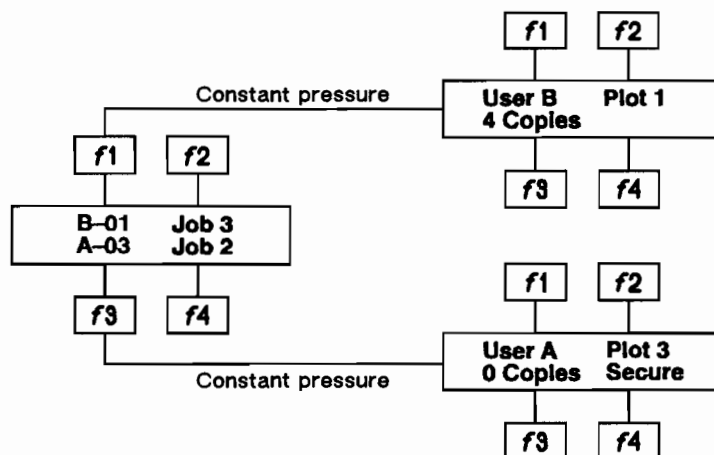 f1 f2
Constant pressure
User B Plot 1
4 Copies
f3 f4
f1 f2
B–01 Job 3
A–03 Job 2
f3 f4
f1 f2
User A Plot 3
0 Copies Secure
Constant pressure
f3 f4